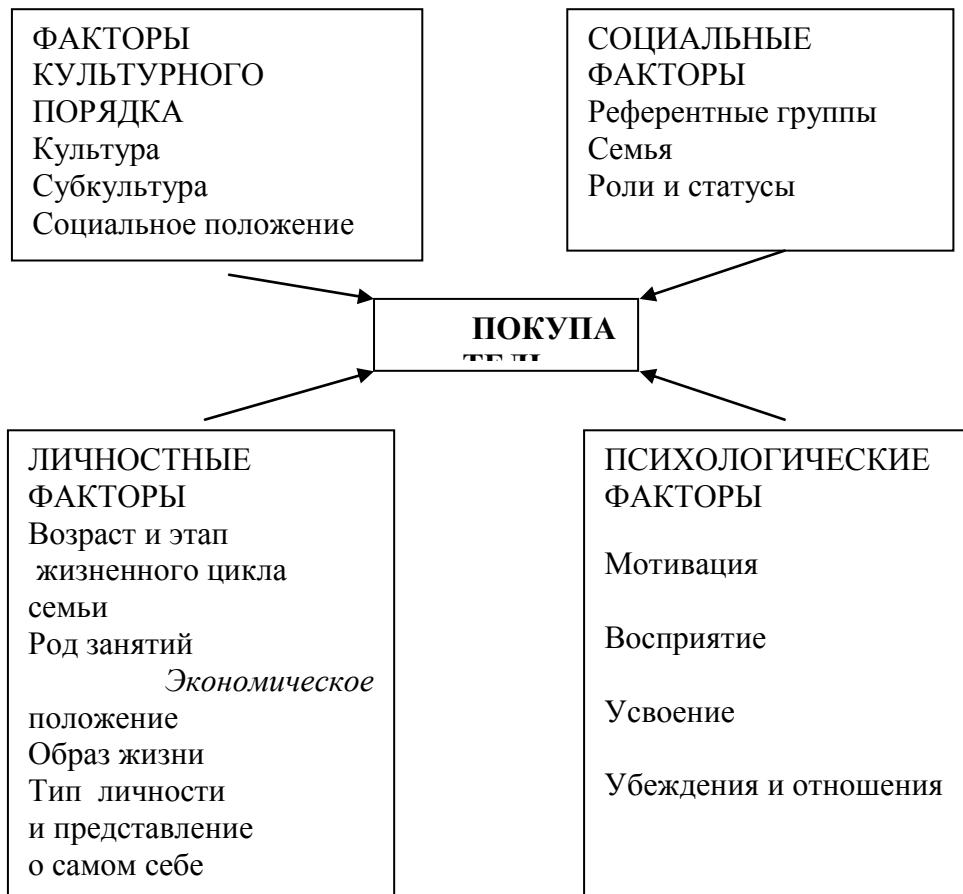 ФАКТОРЫ
КУЛЬТУРНОГО
ПОРЯДКА
Культура
Субкультура
Социальное положение
СОЦИАЛЬНЫЕ
ФАКТОРЫ
Референтные группы
Семья
Роли и статусы
ПОКУПА
ЛИЧНОСТНЫЕ
ФАКТОРЫ
Возраст и этап
жизненного цикла
семьи
Род занятий
Экономическое
положение
Образ жизни
Тип личности
и представление
о самом себе
ПСИХОЛОГИЧЕСКИЕ
ФАКТОРЫ
Мотивация
Восприятие
Усвоение
Убеждения и отношения